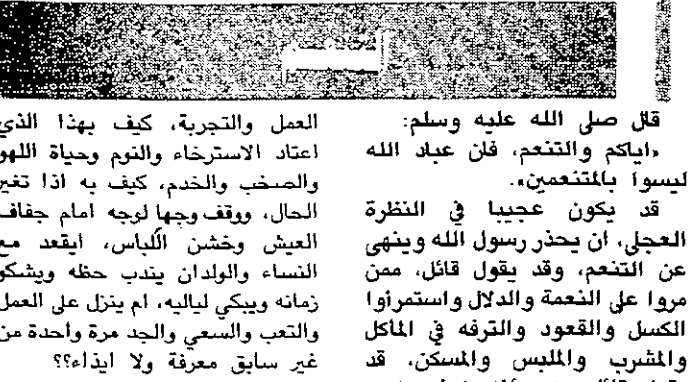 قال صلى الله عليه وسلم:
«اياكم والتنعم، فان عباد الله
ليسوا بالمتنعمين».
قد يكون عجيبا في النظرة
العجلى، ان يحذر رسول الله وينهى
عن التنعم، وقد يقول قائل، ممن
مروا على النعمة والدلال واستمرأوا
الكسل والقعود والترفه في المأكل
والمشرب والملبس والمسكن، قد
العمل والتجربة، كيف بهذا الذي
اعتاد الاسترخاء والنوم وحياة اللهو
والصخب والخدم، كيف به اذا تغير
الحال، ووقف وجها لوجه امام جفاف
العيش وخشن اللباس، ايقعد مع
النساء والولدان يندب حظه ويشكو
زمانه ويبكي لياليه، ام ينزل على العمل
والتعب والسعي والجد مرة واحدة من
غير سابق معرفة ولا ايذاء؟؟